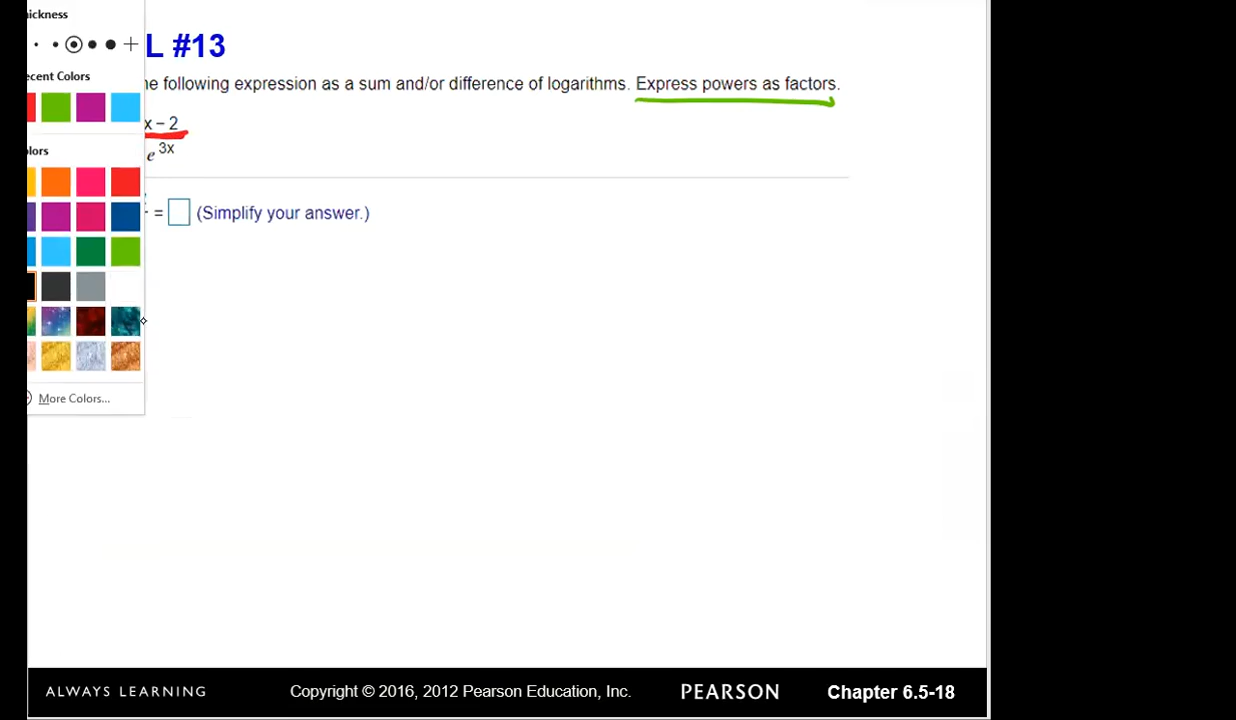 ickness
L #13
ecent Colors
he following expression as a sum and/or difference of logarithms. Express powers as factors.
x – 2
e 3x
olors
= (Simplify your answer.)
More Colors...
ALWAYS LEARNING
Copyright © 2016, 2012 Pearson Education, Inc.
PEARSON
Chapter 6.5-18